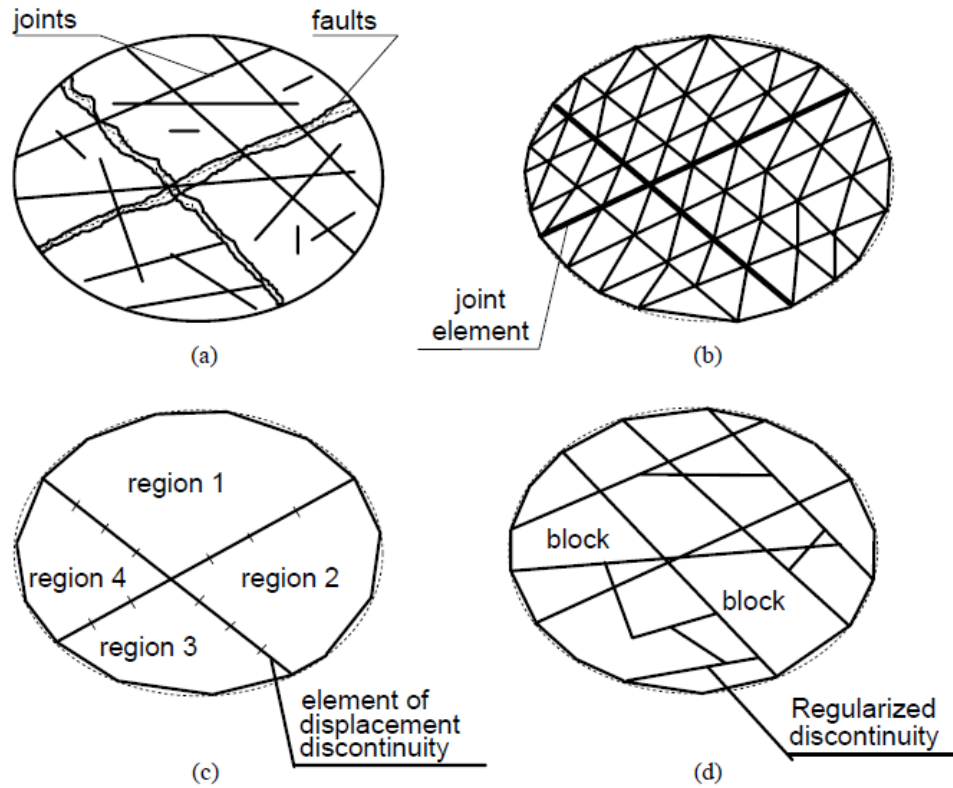 joints
faults
(a)
joint
element
(b)
region 1
region 2
region 4
region 3
element of
displacement
discontinuity
(c)
block
block
Regularized
discontinuity
(d)